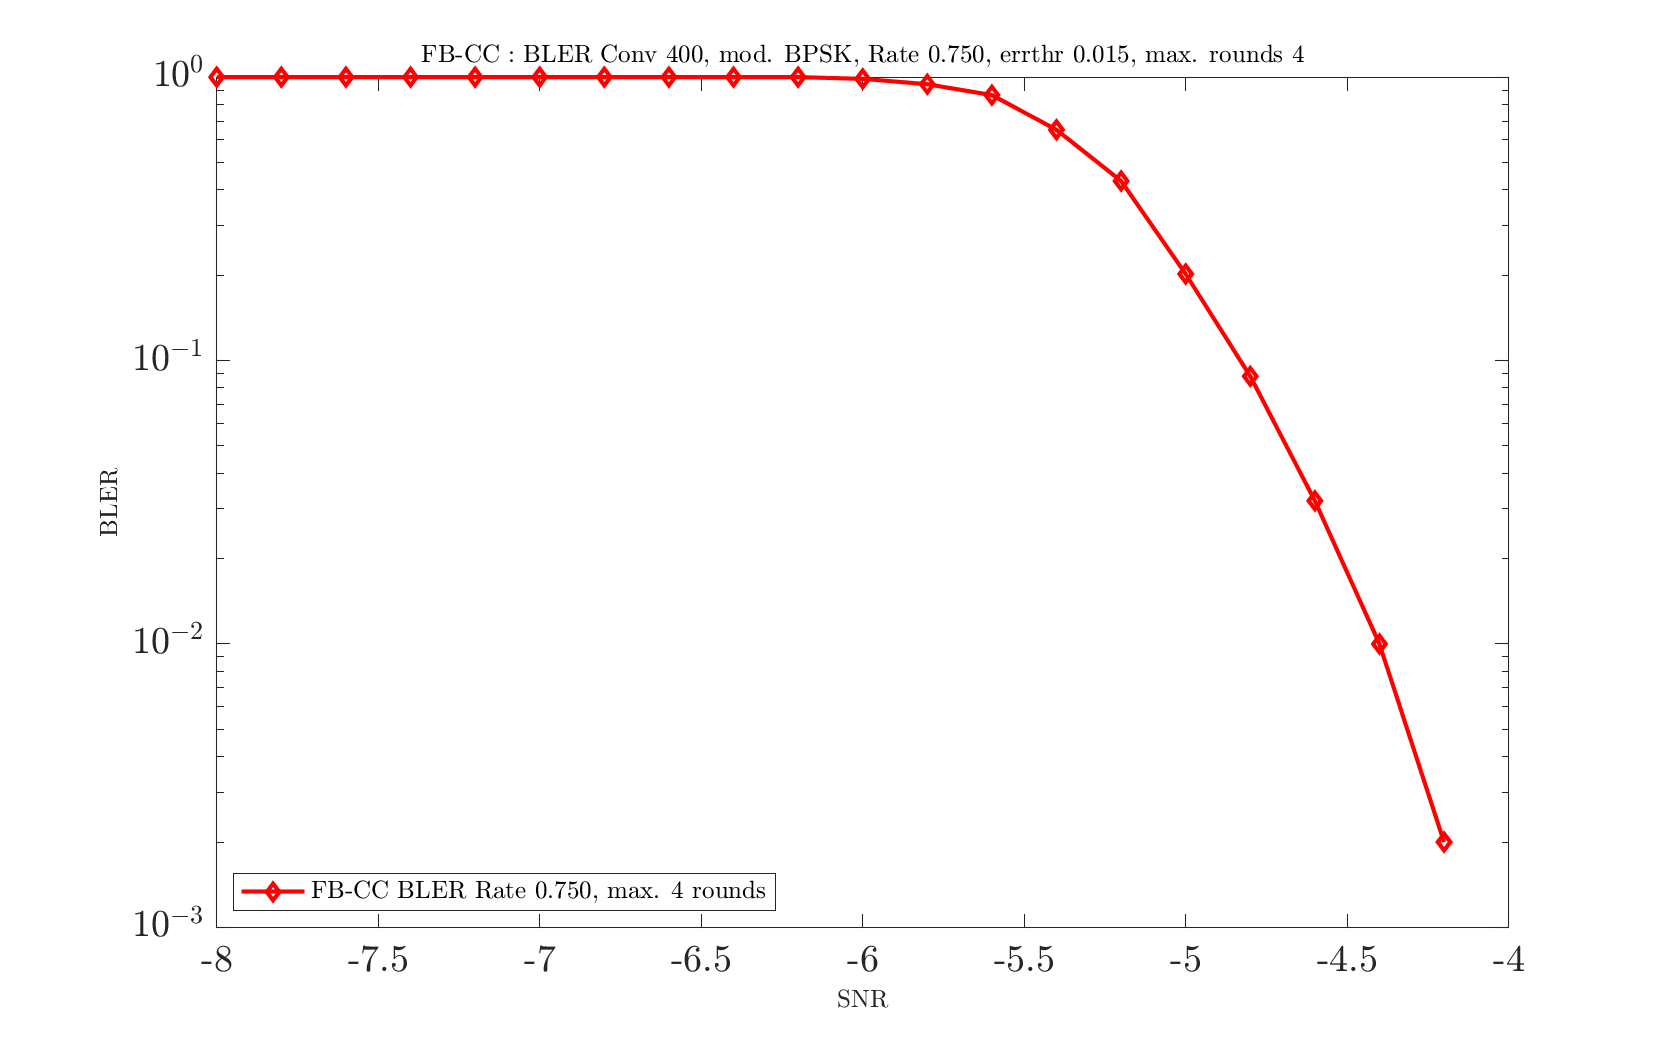 FB-CC : BLER Conv 400, mod. BPSK, Rate 0.750, errthr 0.015, max. rounds 4
10^0
10^-1
10^-2
10^-3
BLER
FB-CC BLER Rate 0.750, max. 4 rounds
-8 -7.5 -7 -6.5 -6 -5.5 -5 -4.5 -4
SNR